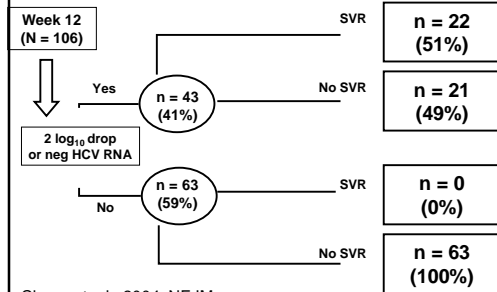 Week 12
(N = 106)
SVR
n = 22
(51%)
Yes
n = 43
(41%)
No SVR
n = 21
(49%)
2 log10 drop
or neg HCV RNA
No
n = 63
(59%)
SVR
n = 0
(0%)
No SVR
n = 63
(100%)